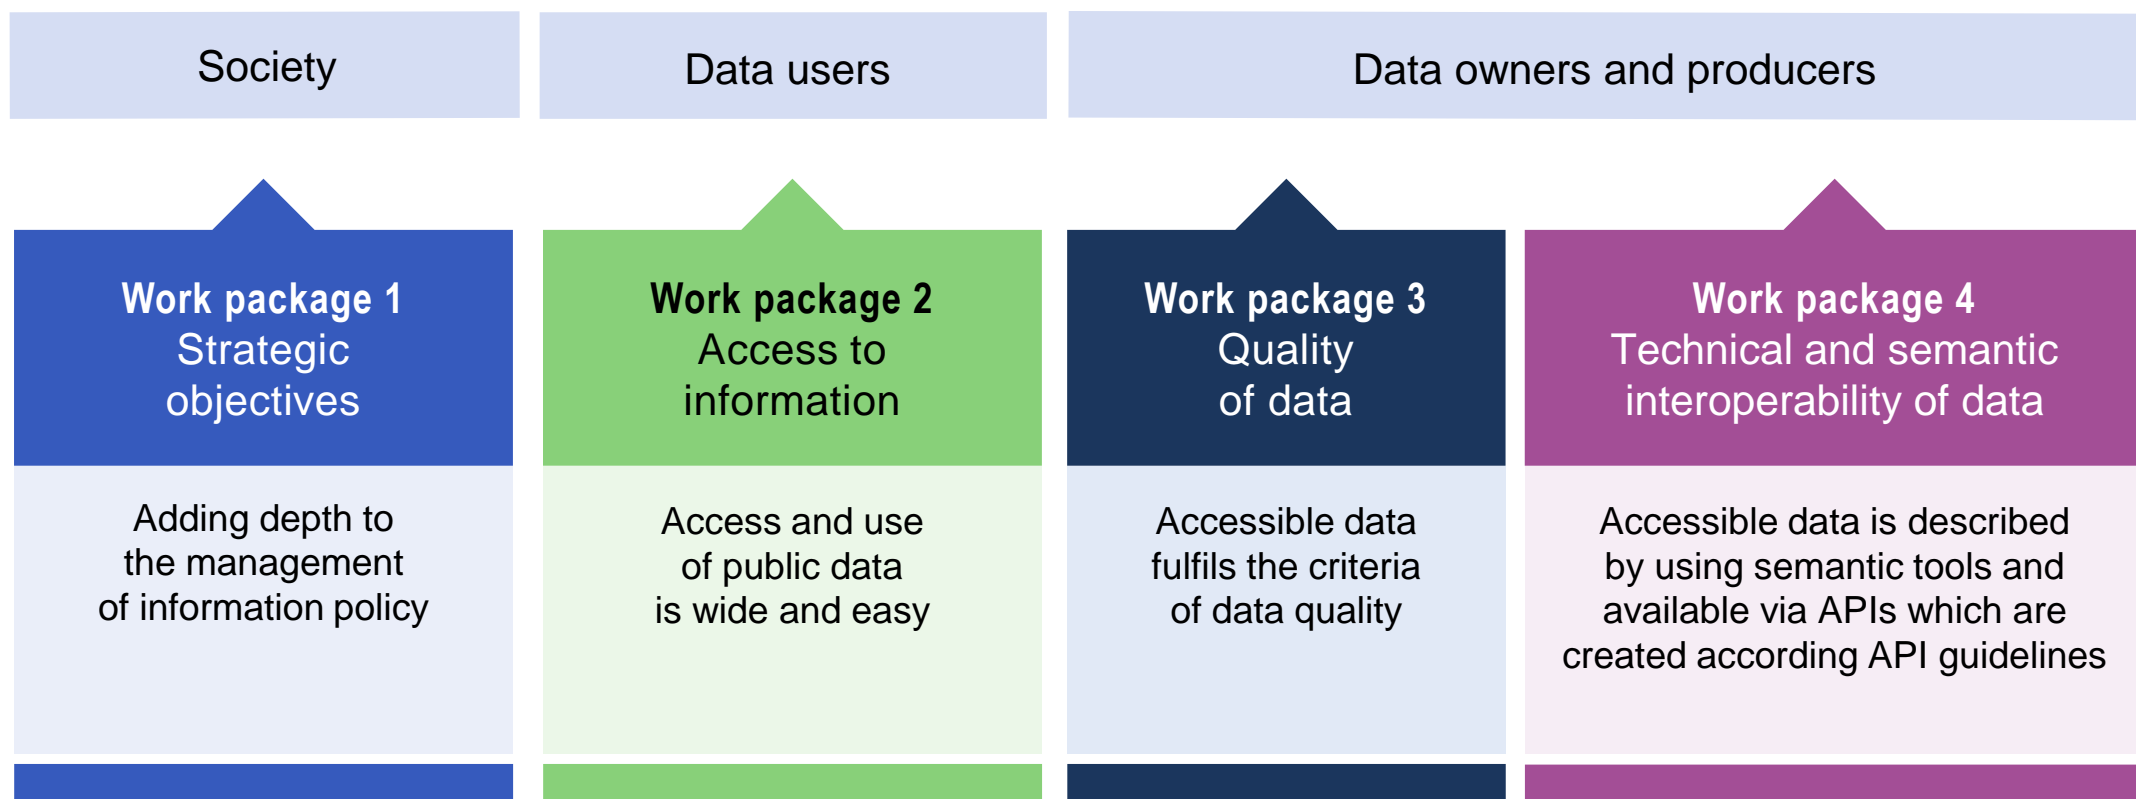 Society
Data users
Data owners and producers
Work package 1
Strategic
objectives
Adding depth to
the management
of information policy
Work package 2
Access to
information
Access and use
of public data
is wide and easy
Work package 3
Quality
of data
Accessible data
fulfils the criteria
of data quality
Work package 4
Technical and semantic
interoperability of data
Accessible data is described
by using semantic tools and
available via APIs which are
created according API guidelines